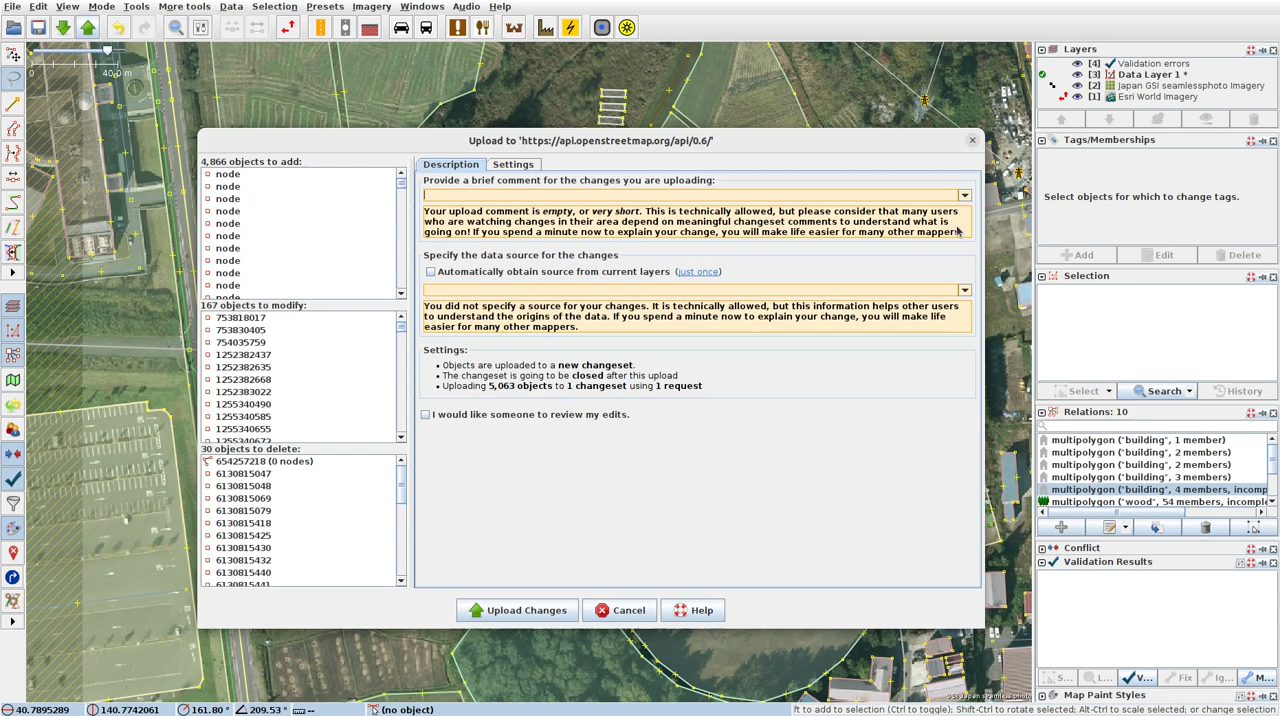 File Edit View Mode Tools More tools Data Selection Presets Imagery Windows Audio Help
0 40.0 m
Upload to 'https://api.openstreetmap.org/api/0.6/'
4,866 objects to add:
node
node
node
node
node
node
node
node
node
node
node
167 objects to modify:
753818017
753830405
754035759
1252382437
1252382635
1252382668
1252383022
1255340490
1255340585
1255340655
1255340672
30 objects to delete:
654257218 (0 nodes)
6130815047
6130815048
6130815069
6130815079
6130815418
6130815425
6130815430
6130815432
6130815440
6130815441
Description Settings
Provide a brief comment for the changes you are uploading:
Your upload comment is empty, or very short. This is technically allowed, but please consider that many users
who are watching changes in their area depend on meaningful changeset comments to understand what is
going on! If you spend a minute now to explain your change, you will make life easier for many other mappers.
Specify the data source for the changes
Automatically obtain source from current layers (just once)
You did not specify a source for your changes. It is technically allowed, but this information helps other users
to understand the origins of the data. If you spend a minute now to explain your change, you will make life
easier for many other mappers.
Settings:
• Objects are uploaded to a new changeset.
• The changeset is going to be closed after this upload
• Uploading 5,063 objects to 1 changeset using 1 request
I would like someone to review my edits.
Upload Changes Cancel Help
Layers
[4] Validation errors
[3] Data Layer 1 *
[2] Japan GSI seamlessphoto Imagery
[1] Esri World Imagery
Tags/Memberships
Select objects for which to change tags.
Add Edit Delete
Selection
Select Search History
Relations: 10
multipolygon ("building", 1 member)
multipolygon ("building", 2 members)
multipolygon ("building", 2 members)
multipolygon ("building", 3 members)
multipolygon ("building", 4 members, incomp
multipolygon ("wood", 54 members, incomple
Conflict
Validation Results
S... L... V... Fix Ig... M...
Map Paint Styles
40.7895289 140.7742061 161.80 ° 209.53 ° -- (no object) ft to add to selection (Ctrl to toggle); Shift-Ctrl to rotate selected; Alt-Ctrl to scale selected; or change selection